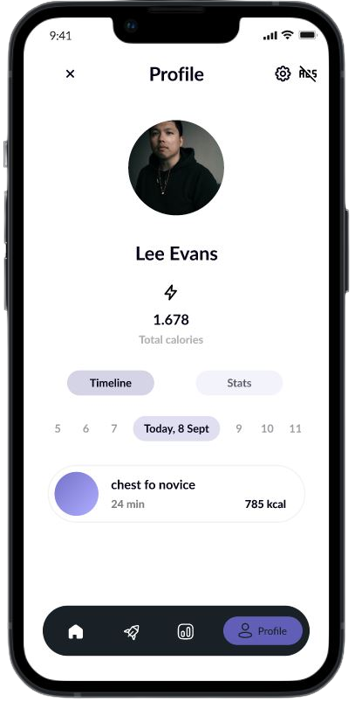 9:41
Profile
Lee Evans
1.678
Total calories
Timeline Stats
5 6 7 Today, 8 Sept 9 10 11
chest fo novice
24 min 785 kcal
Profile